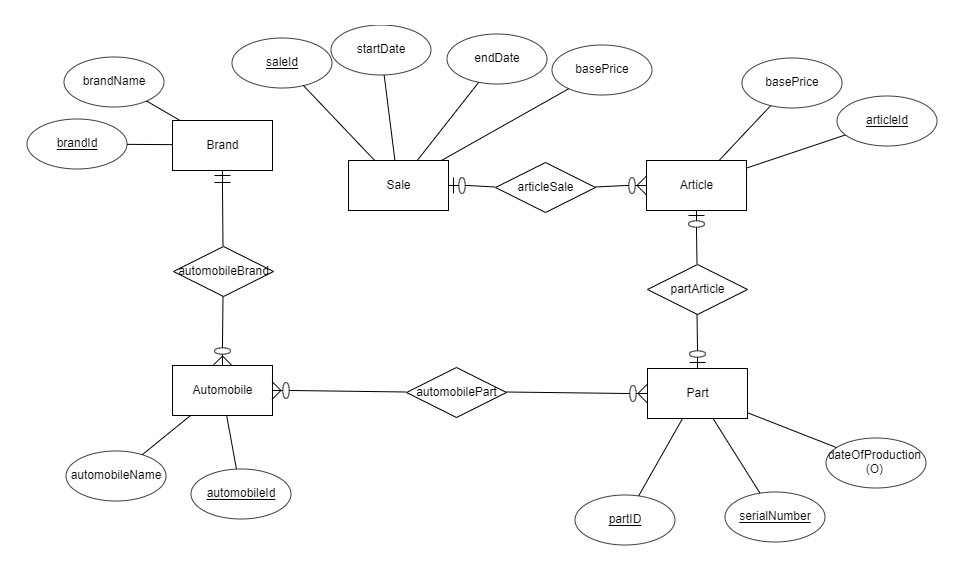 startDate
saleId
endDate
basePrice
brandName
basePrice
articleId
brandId
Brand
Sale
articleSale
Article
automobileBrand
partArticle
Automobile
automobilePart
Part
dateOfProduction
(O)
automobileName
automobileId
partID
serialNumber